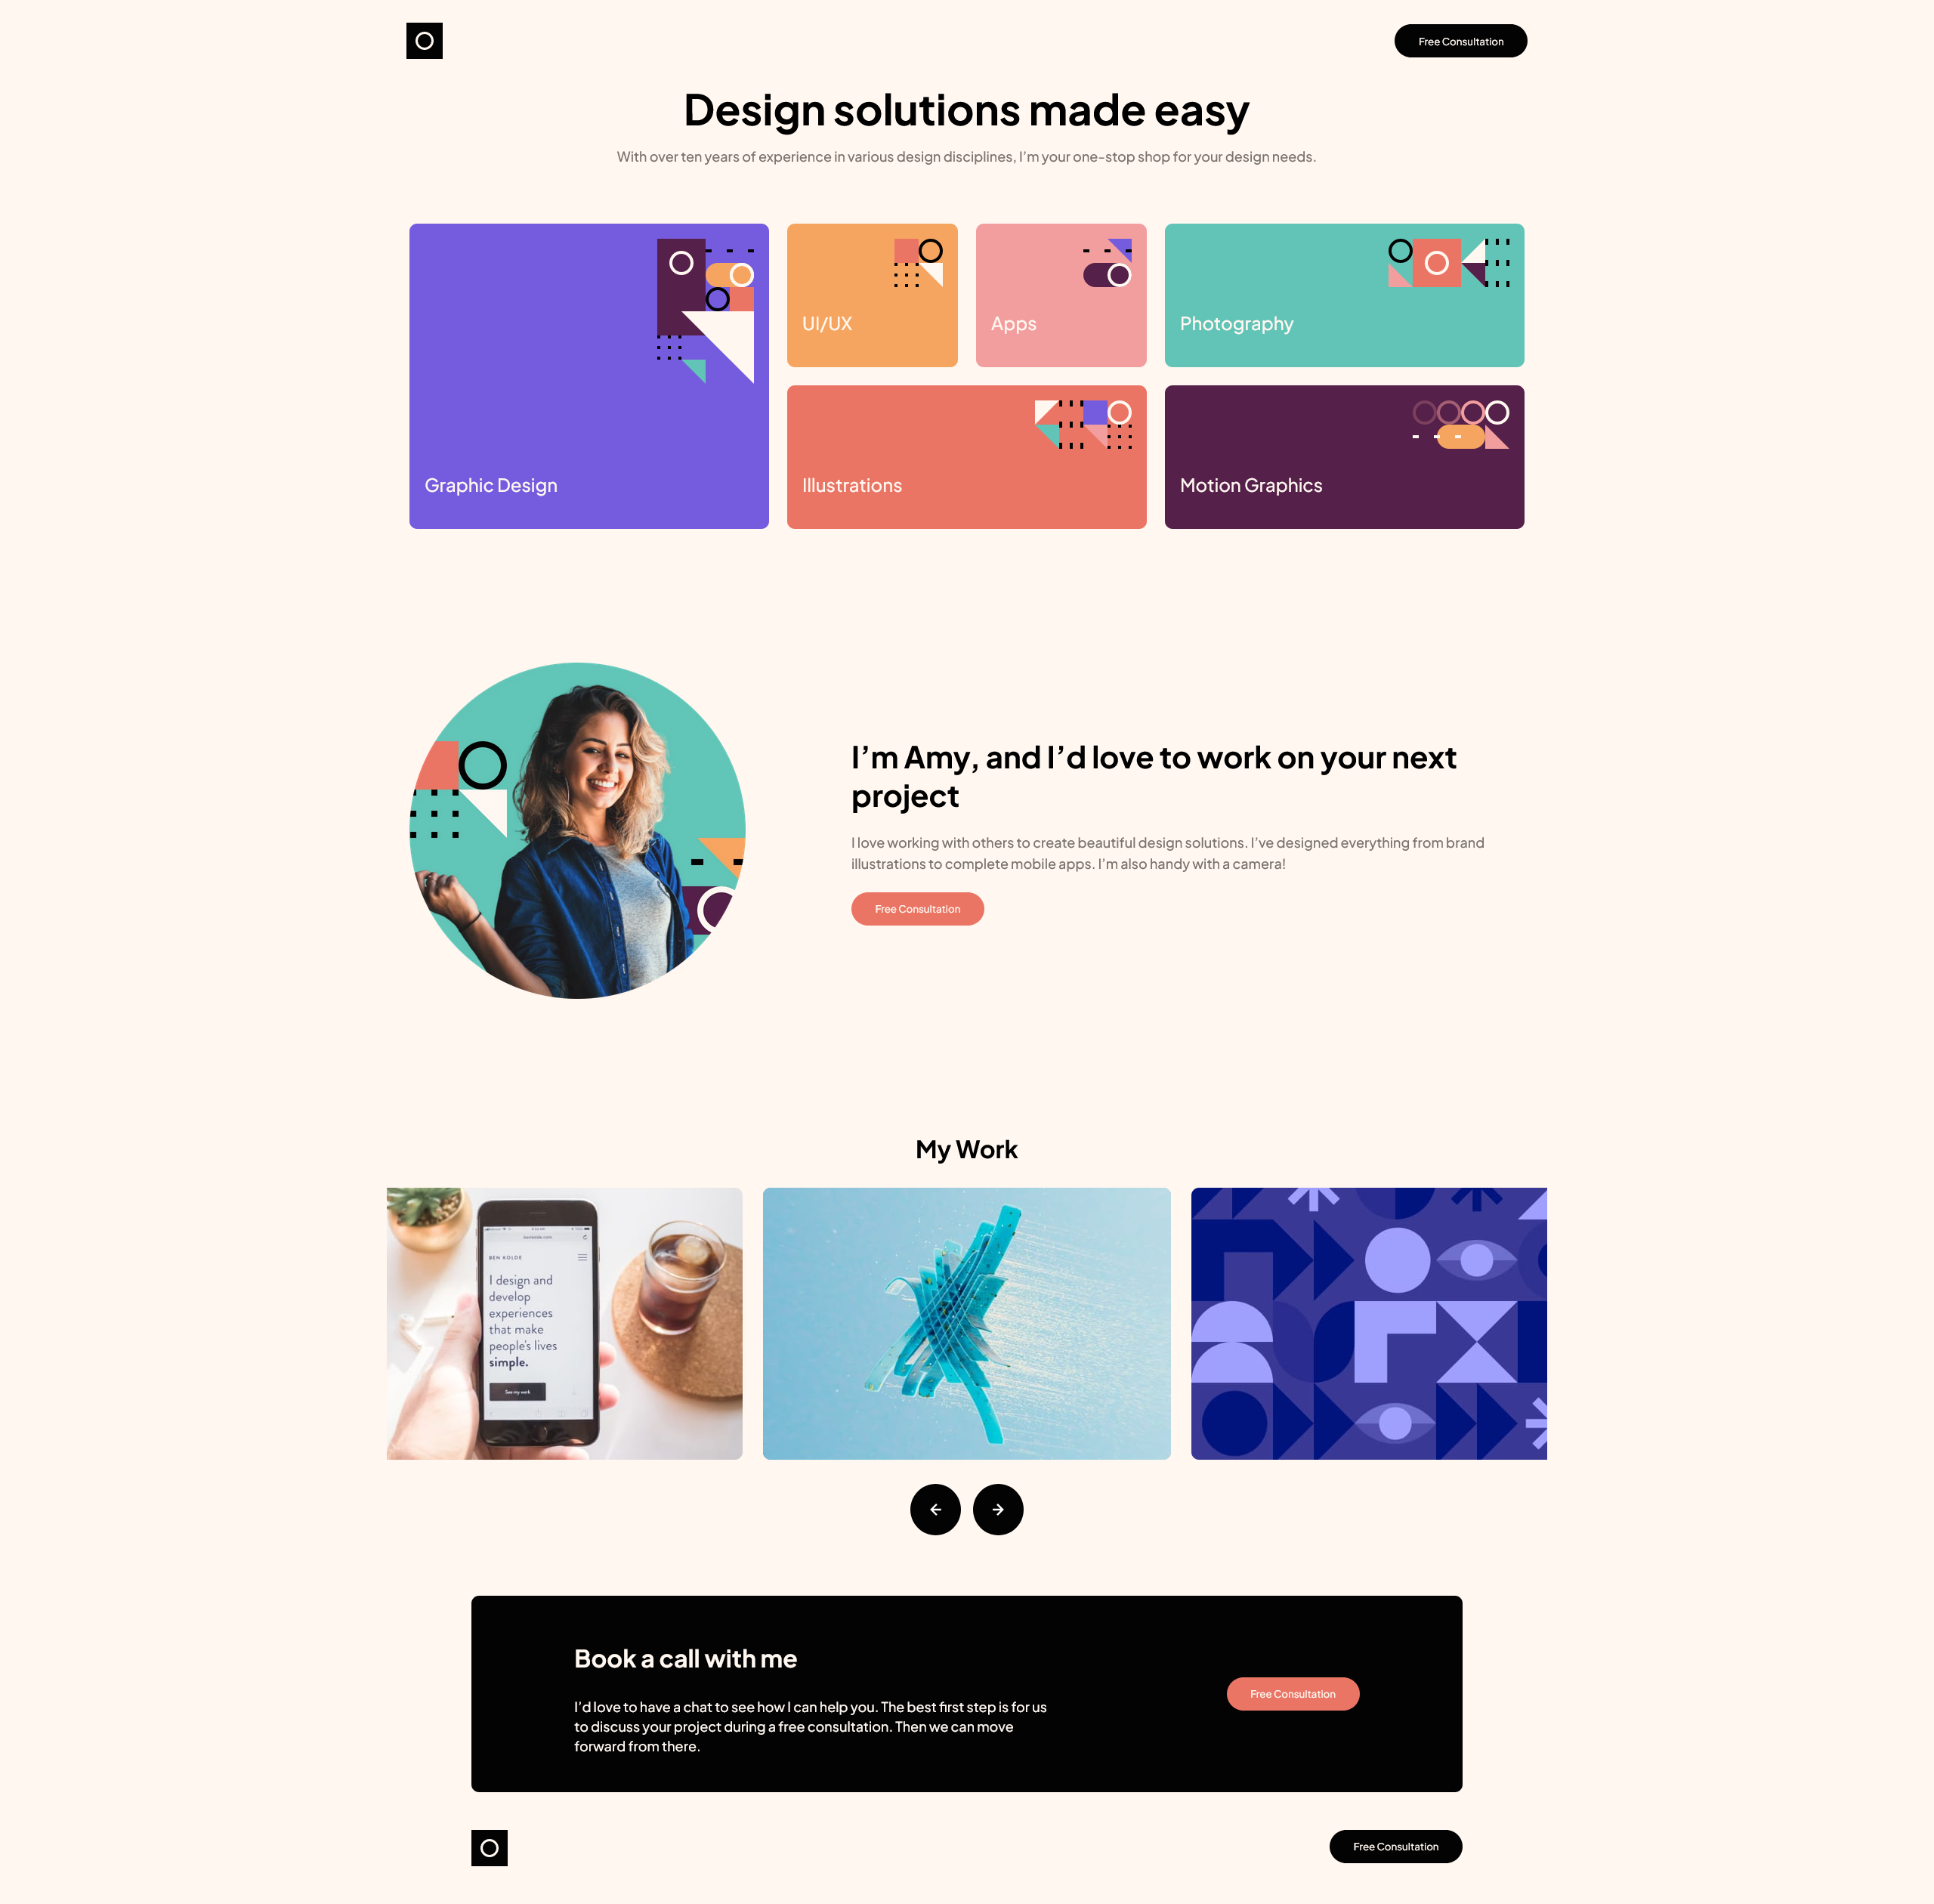 Free Consultation
Design solutions made easy
With over ten years of experience in various design disciplines, I'm your one-stop shop for your design needs.
Graphic Design
UI/UX
Apps
Photography
Illustrations
Motion Graphics
I’m Amy, and I’d love to work on your next
project
I love working with others to create beautiful design solutions. I’ve designed everything from brand
illustrations to complete mobile apps. I’m also handy with a camera!
Free Consultation
My Work
benkolde.com
BEN KOLDE
I design and
develop
experiences
that make
people's lives
simple.
See my work
Book a call with me
I’d love to have a chat to see how I can help you. The best first step is for us
to discuss your project during a free consultation. Then we can move
forward from there.
Free Consultation
Free Consultation